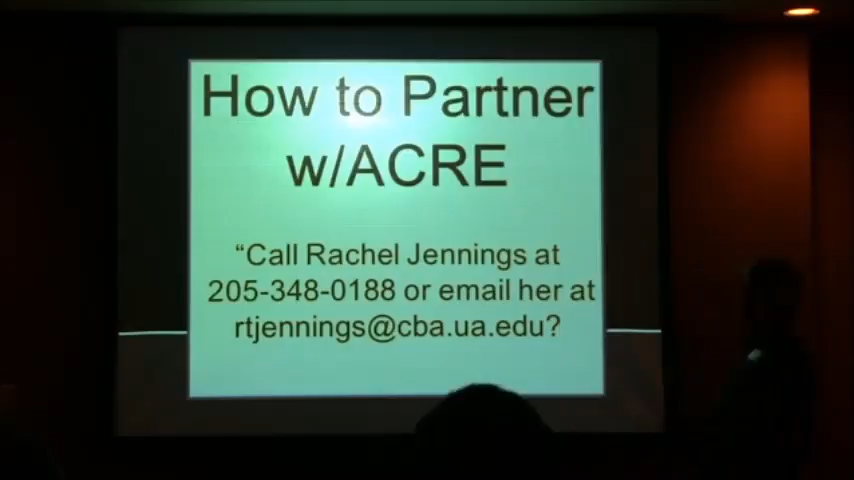 How to Partner
w/ACRE
“Call Rachel Jennings at
205-348-0188 or email her at
rtjennings@cba.ua.edu?